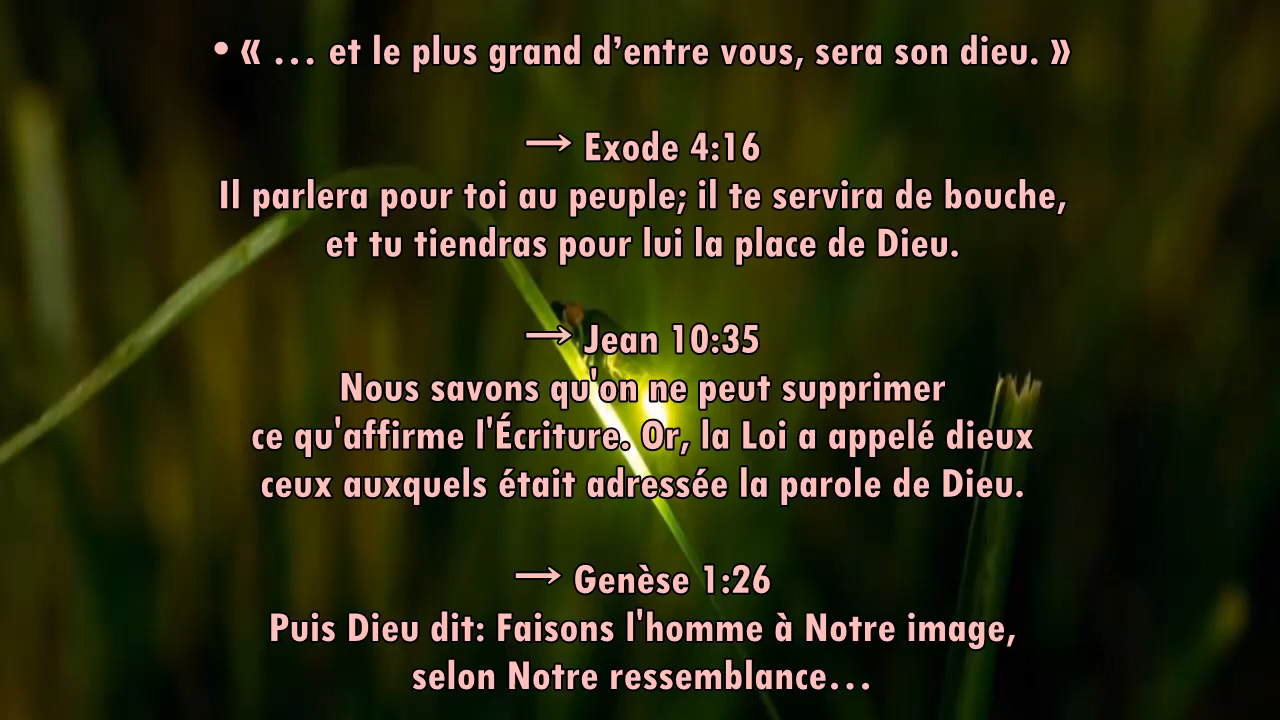 • « … et le plus grand d’entre vous, sera son dieu. »
→ Exode 4:16
Il parlera pour toi au peuple; il te servira de bouche,
et tu tiendras pour lui la place de Dieu.
→ Jean 10:35
Nous savons qu'on ne peut supprimer
ce qu'affirme l'Écriture. Or, la Loi a appelé dieux
ceux auxquels était adressée la parole de Dieu.
→ Genèse 1:26
Puis Dieu dit: Faisons l'homme à Notre image,
selon Notre ressemblance…